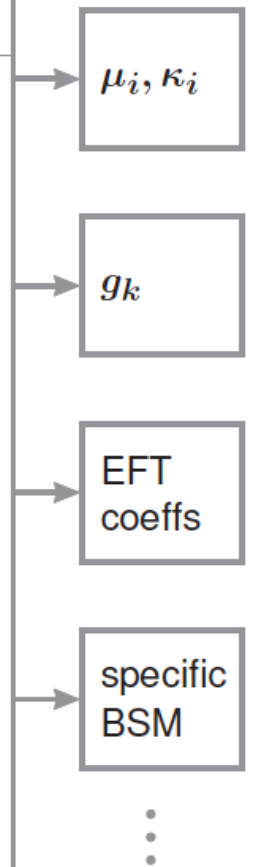 μᵢ, κᵢ
gₖ
EFT
coeffs
specific
BSM